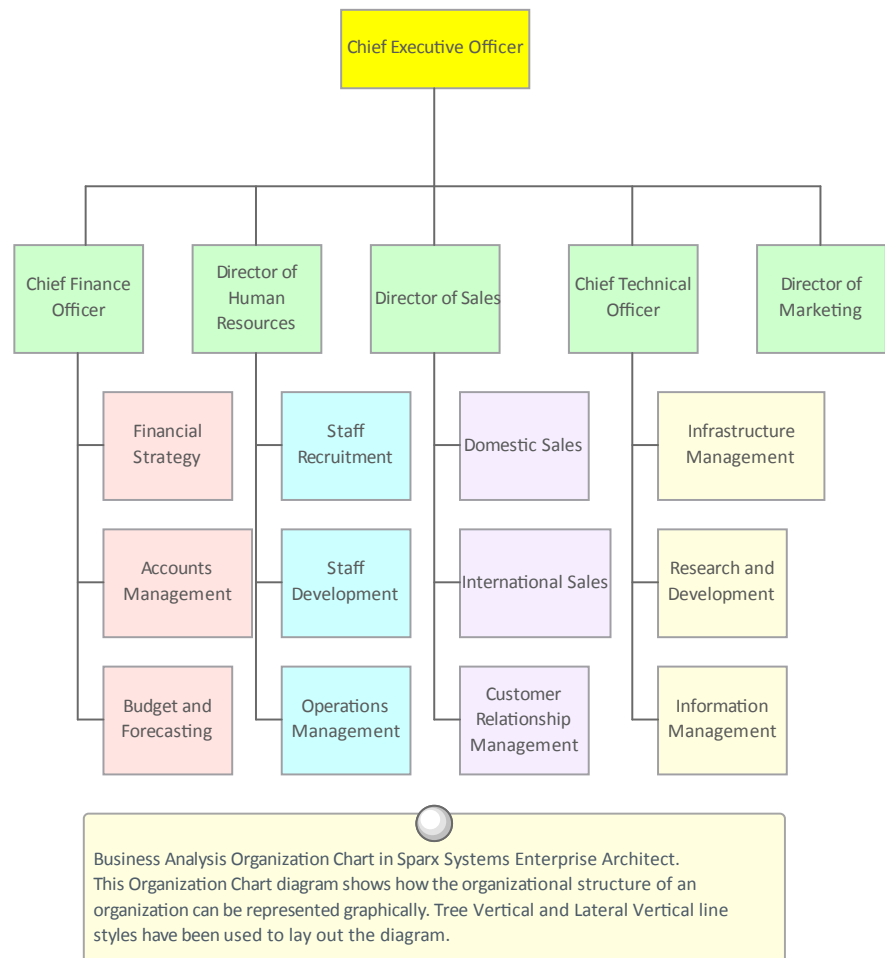 Chief Executive Officer
Chief Finance
Officer
Director of
Human
Resources
Director of Sales
Chief Technical
Officer
Director of
Marketing
Financial
Strategy
Staff
Recruitment
Domestic Sales
Infrastructure
Management
Accounts
Management
Staff
Development
International Sales
Research and
Development
Budget and
Forecasting
Operations
Management
Customer
Relationship
Management
Information
Management
Business Analysis Organization Chart in Sparx Systems Enterprise Architect.
This Organization Chart diagram shows how the organizational structure of an
organization can be represented graphically. Tree Vertical and Lateral Vertical line
styles have been used to lay out the diagram.